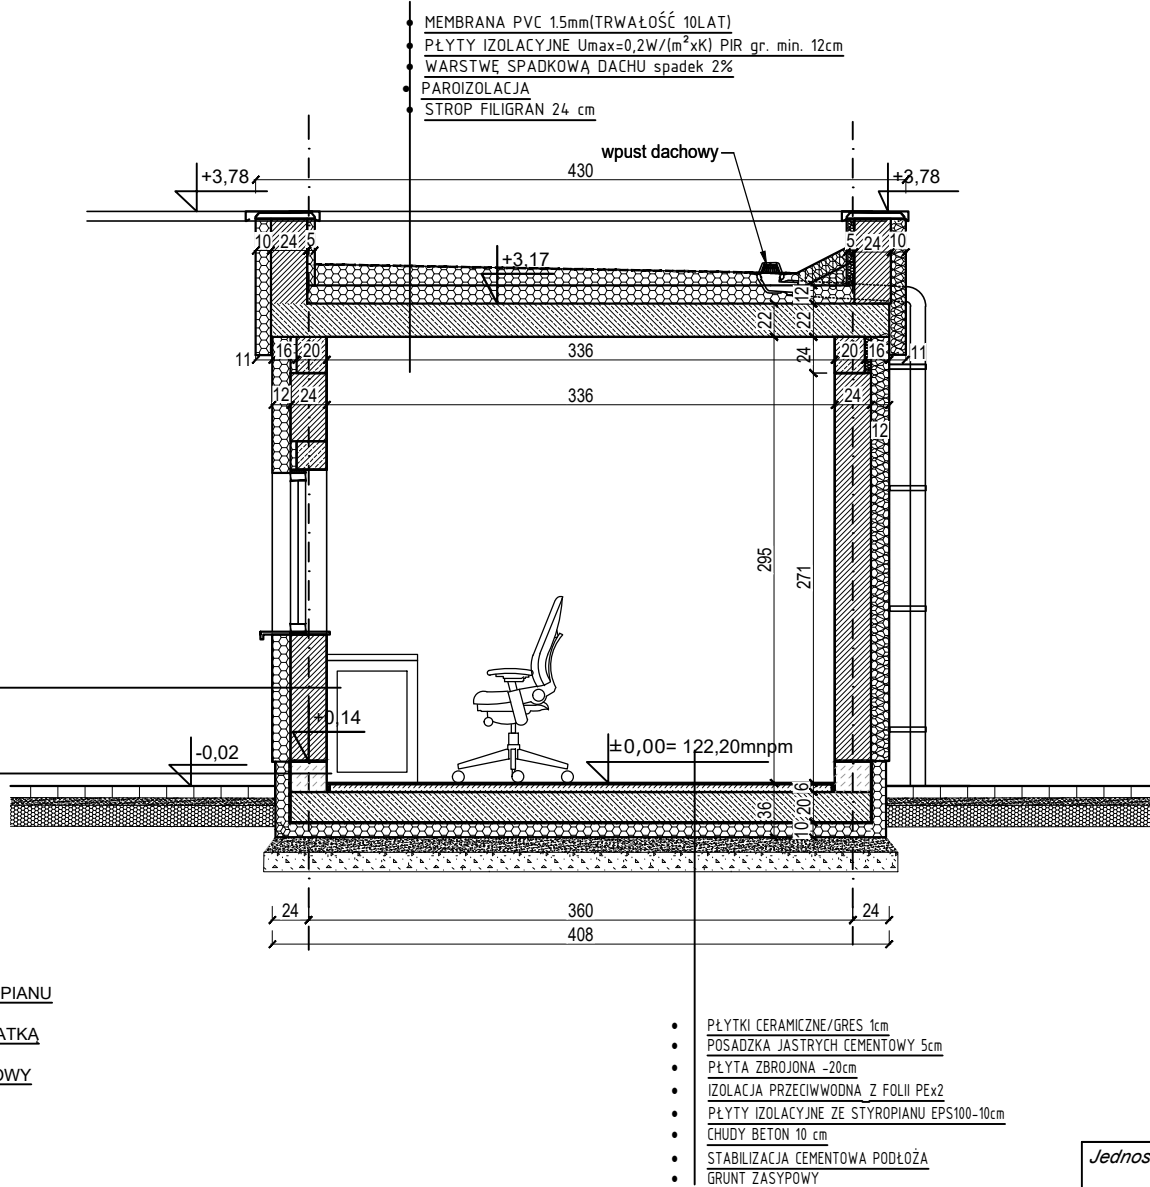 MEMBRANA PVC 1.5mm(TRWAŁOŚĆ 10LAT)
PŁYTY IZOLACYJNE Umax=0,2W/(m²xK) PIR gr. min. 12cm
WARSTWĘ SPADKOWĄ DACHU spadek 2%
PAROIZOLACJA
STROP FILIGRAN 24 cm
wpust dachowy
430
+3,78
+3,78
10 24 5
5 24 10
+3,17
12
22 22
11 16 20 336 24 20 16 11
12 24 336 24 12
295
271
+0,14
-0,02
±0,00= 122,20mnpm
36
6
20
10
24 360 24
408
PIANU
ATKĄ
OWY
PŁYTKI CERAMICZNE/GRES 1cm
POSADZKA JASTRYCH CEMENTOWY 5cm
PŁYTA ZBROJONA -20cm
IZOLACJA PRZECIWWODNA Z FOLII PEx2
PŁYTY IZOLACYJNE ZE STYROPIANU EPS100-10cm
CHUDY BETON 10 cm
STABILIZACJA CEMENTOWA PODŁOŻA
GRUNT ZASYPOWY
Jednos